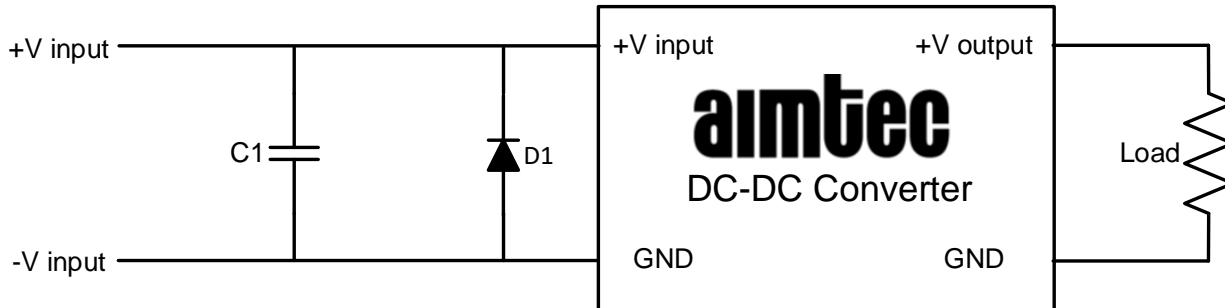 +V input
+V input
+V output
aimtec
C1
D1
Load
DC-DC Converter
-V input
GND
GND